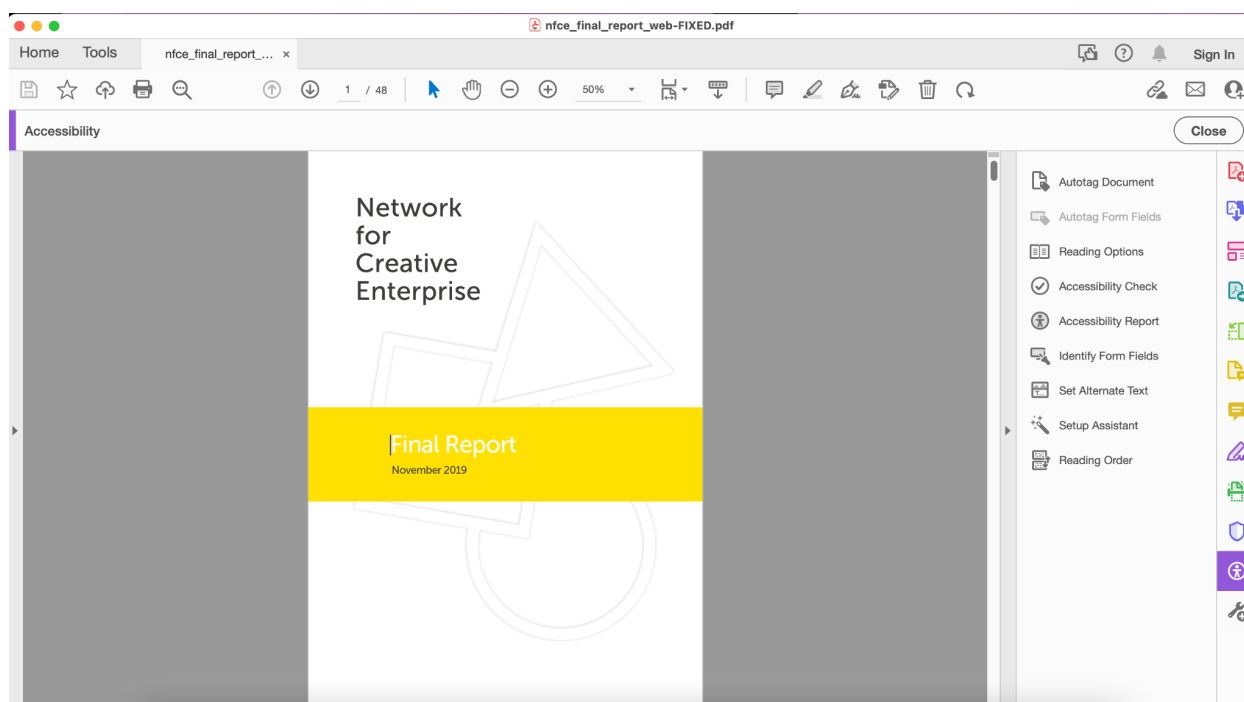 nfce_final_report_web-FIXED.pdf
Home Tools nfce_final_report_... × Sign In
1 / 48 50%
Accessibility Close
Network
for
Creative
Enterprise
Final Report
November 2019
Autotag Document
Autotag Form Fields
Reading Options
Accessibility Check
Accessibility Report
Identify Form Fields
Set Alternate Text
Setup Assistant
Reading Order